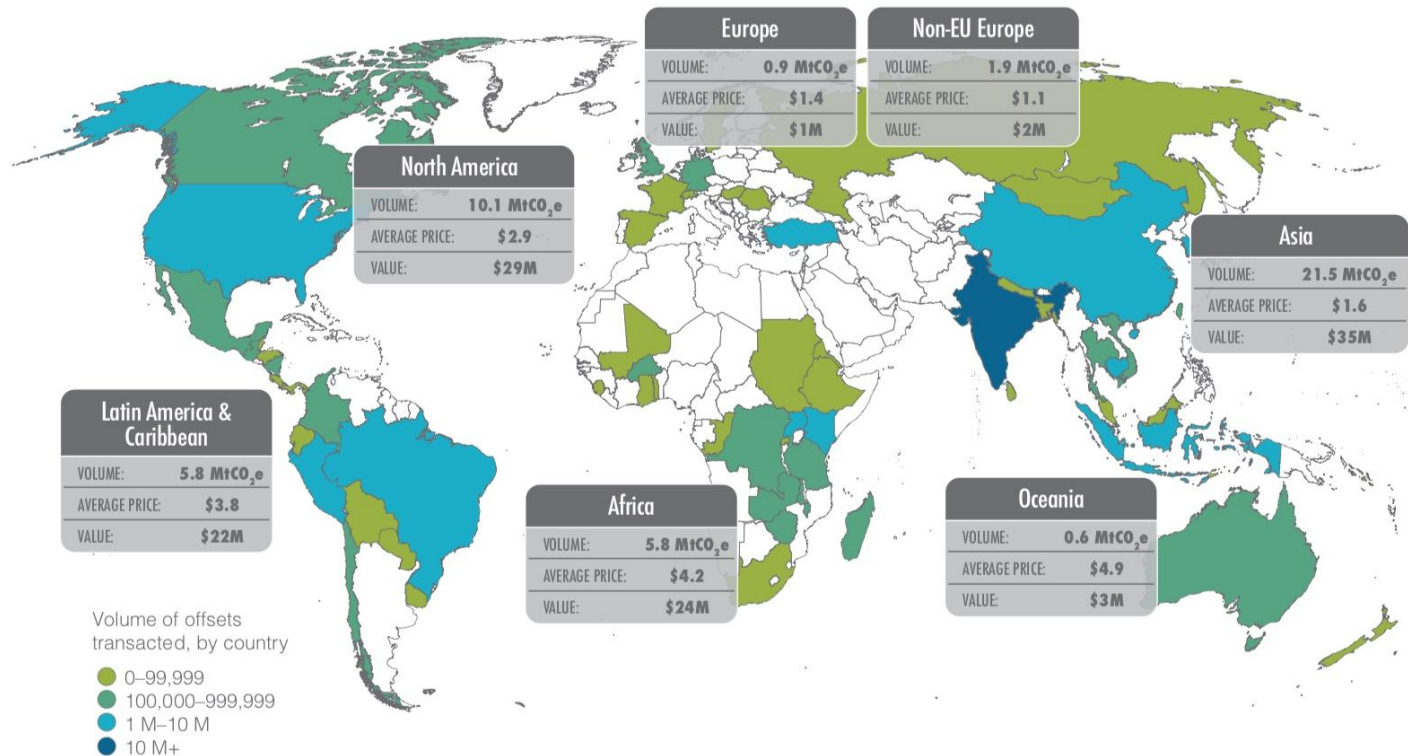 Europe
VOLUME: 0.9 MtCO₂e
AVERAGE PRICE: $1.4
VALUE: $1M
Non-EU Europe
VOLUME: 1.9 MtCO₂e
AVERAGE PRICE: $1.1
VALUE: $2M
North America
VOLUME: 10.1 MtCO₂e
AVERAGE PRICE: $2.9
VALUE: $29M
Asia
VOLUME: 21.5 MtCO₂e
AVERAGE PRICE: $1.6
VALUE: $35M
Latin America &
Caribbean
VOLUME: 5.8 MtCO₂e
AVERAGE PRICE: $3.8
VALUE: $22M
Africa
VOLUME: 5.8 MtCO₂e
AVERAGE PRICE: $4.2
VALUE: $24M
Oceania
VOLUME: 0.6 MtCO₂e
AVERAGE PRICE: $4.9
VALUE: $3M
Volume of offsets
transacted, by country
0–99,999
100,000–999,999
1 M–10 M
10 M+